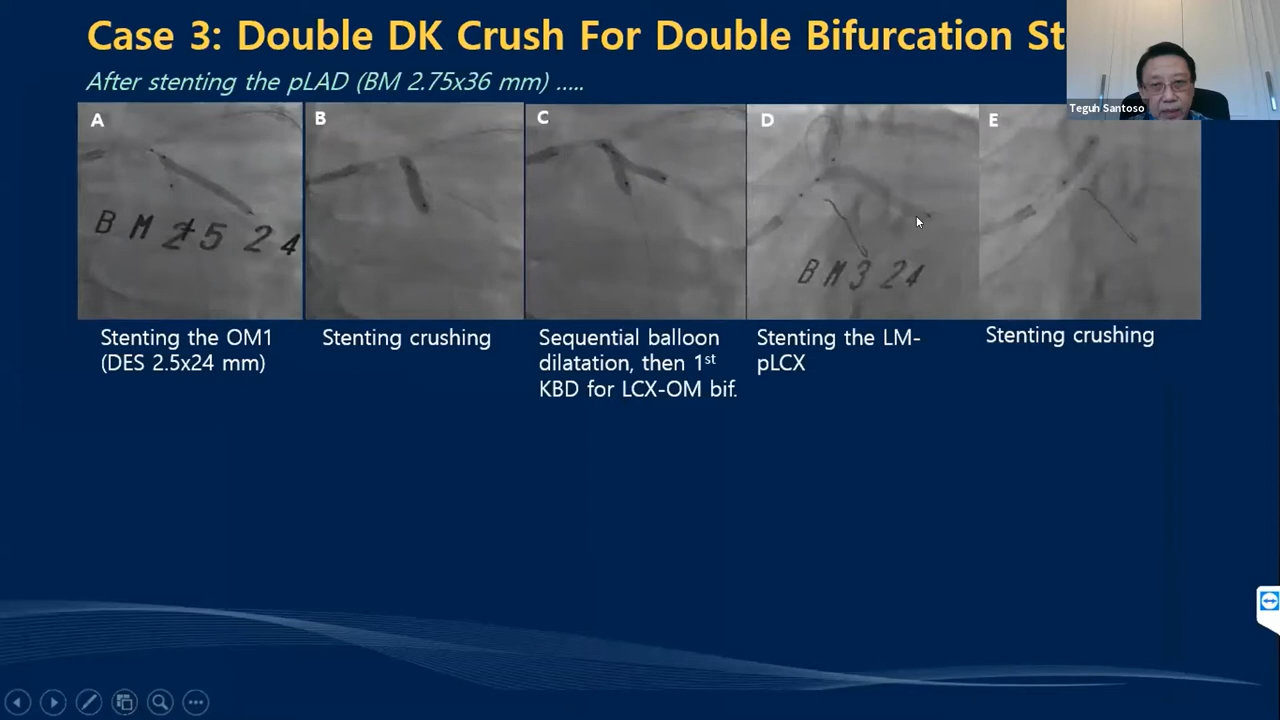 Case 3: Double DK Crush For Double Bifurcation St
After stenting the pLAD (BM 2.75x36 mm) .....
Teguh Santoso
A
B
C
D
E
B M 2.5 24
B M 3 24
Stenting the OM1
(DES 2.5x24 mm)
Stenting crushing
Sequential balloon
dilatation, then 1st
KBD for LCX-OM bif.
Stenting the LM-
pLCX
Stenting crushing